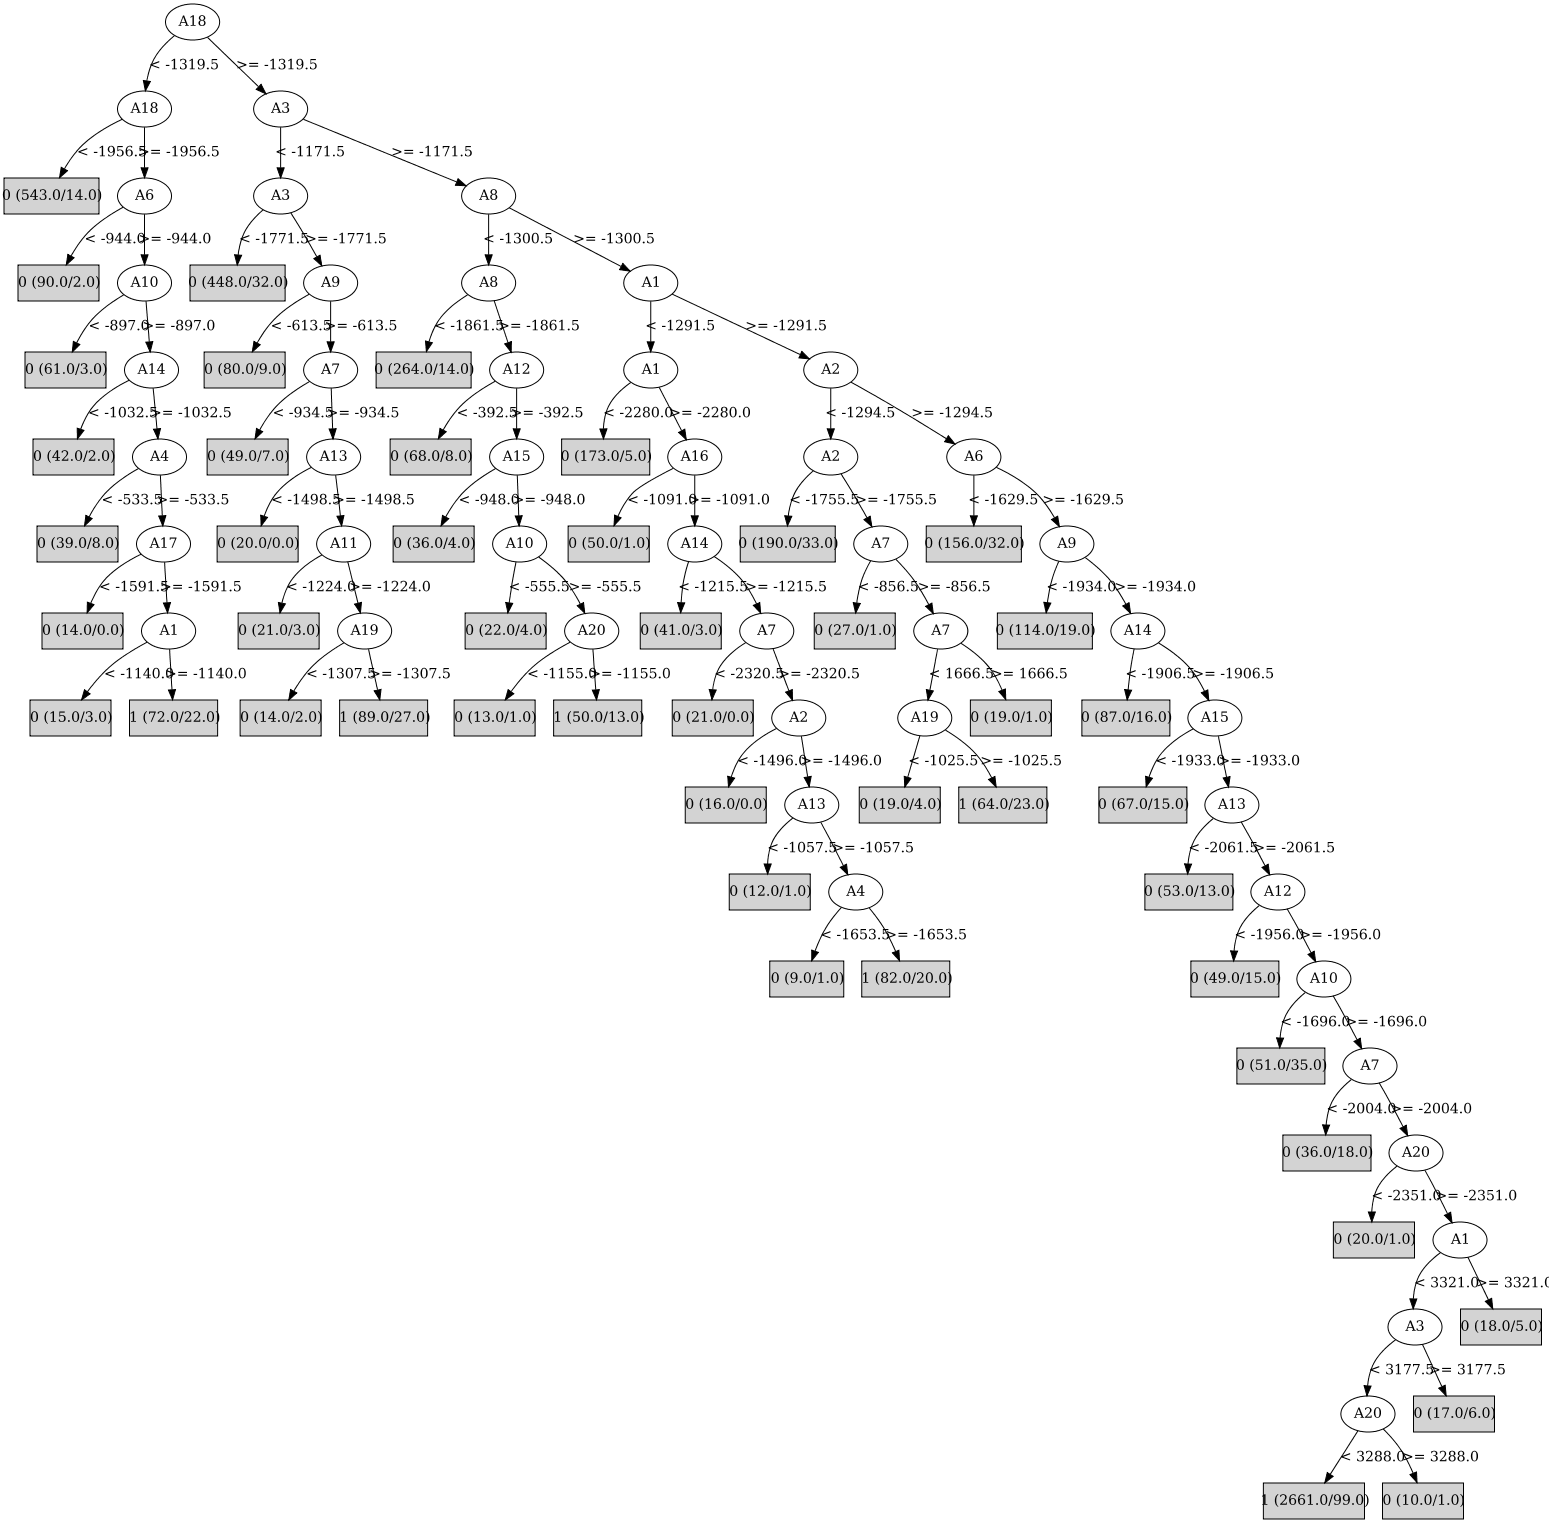 A18
< -1319.5 >= -1319.5
A18 A3
< -1956.5 >= -1956.5 < -1171.5 >= -1171.5
0 (543.0/14.0) A6 A3 A8
< -944.0 >= -944.0 < -1771.5 >= -1771.5 < -1300.5 >= -1300.5
0 (90.0/2.0) A10 0 (448.0/32.0) A9 A8 A1
< -897.0 >= -897.0 < -613.5 >= -613.5 < -1861.5 >= -1861.5 < -1291.5 >= -1291.5
0 (61.0/3.0) A14 0 (80.0/9.0) A7 0 (264.0/14.0) A12 A1 A2
< -1032.5 >= -1032.5 < -934.5 >= -934.5 < -392.5 >= -392.5 < -2280.0 >= -2280.0 < -1294.5 >= -1294.5
0 (42.0/2.0) A4 0 (49.0/7.0) A13 0 (68.0/8.0) A15 0 (173.0/5.0) A16 A2 A6
< -533.5 >= -533.5 < -1498.5 >= -1498.5 < -948.0 >= -948.0 < -1091.0 >= -1091.0 < -1755.5 >= -1755.5 < -1629.5 >= -1629.5
0 (39.0/8.0) A17 0 (20.0/0.0) A11 0 (36.0/4.0) A10 0 (50.0/1.0) A14 0 (190.0/33.0) A7 0 (156.0/32.0) A9
< -1591.5 >= -1591.5 < -1224.0 >= -1224.0 < -555.5 >= -555.5 < -1215.5 >= -1215.5 < -856.5 >= -856.5 < -1934.0 >= -1934.0
0 (14.0/0.0) A1 0 (21.0/3.0) A19 0 (22.0/4.0) A20 0 (41.0/3.0) A7 0 (27.0/1.0) A7 0 (114.0/19.0) A14
< -1140.0 >= -1140.0 < -1307.5 >= -1307.5 < -1155.0 >= -1155.0 < -2320.5 >= -2320.5 < 1666.5 >= 1666.5 < -1906.5 >= -1906.5
0 (15.0/3.0) 1 (72.0/22.0) 0 (14.0/2.0) 1 (89.0/27.0) 0 (13.0/1.0) 1 (50.0/13.0) 0 (21.0/0.0) A2 A19 0 (19.0/1.0) 0 (87.0/16.0) A15
< -1496.0 >= -1496.0 < -1025.5 >= -1025.5 < -1933.0 >= -1933.0
0 (16.0/0.0) A13 0 (19.0/4.0) 1 (64.0/23.0) 0 (67.0/15.0) A13
< -1057.5 >= -1057.5 < -2061.5 >= -2061.5
0 (12.0/1.0) A4 0 (53.0/13.0) A12
< -1653.5 >= -1653.5 < -1956.0 >= -1956.0
0 (9.0/1.0) 1 (82.0/20.0) 0 (49.0/15.0) A10
< -1696.0 >= -1696.0
0 (51.0/35.0) A7
< -2004.0 >= -2004.0
0 (36.0/18.0) A20
< -2351.0 >= -2351.0
0 (20.0/1.0) A1
< 3321.0 >= 3321.0
A3 0 (18.0/5.0)
< 3177.5 >= 3177.5
A20 0 (17.0/6.0)
< 3288.0 >= 3288.0
1 (2661.0/99.0) 0 (10.0/1.0)